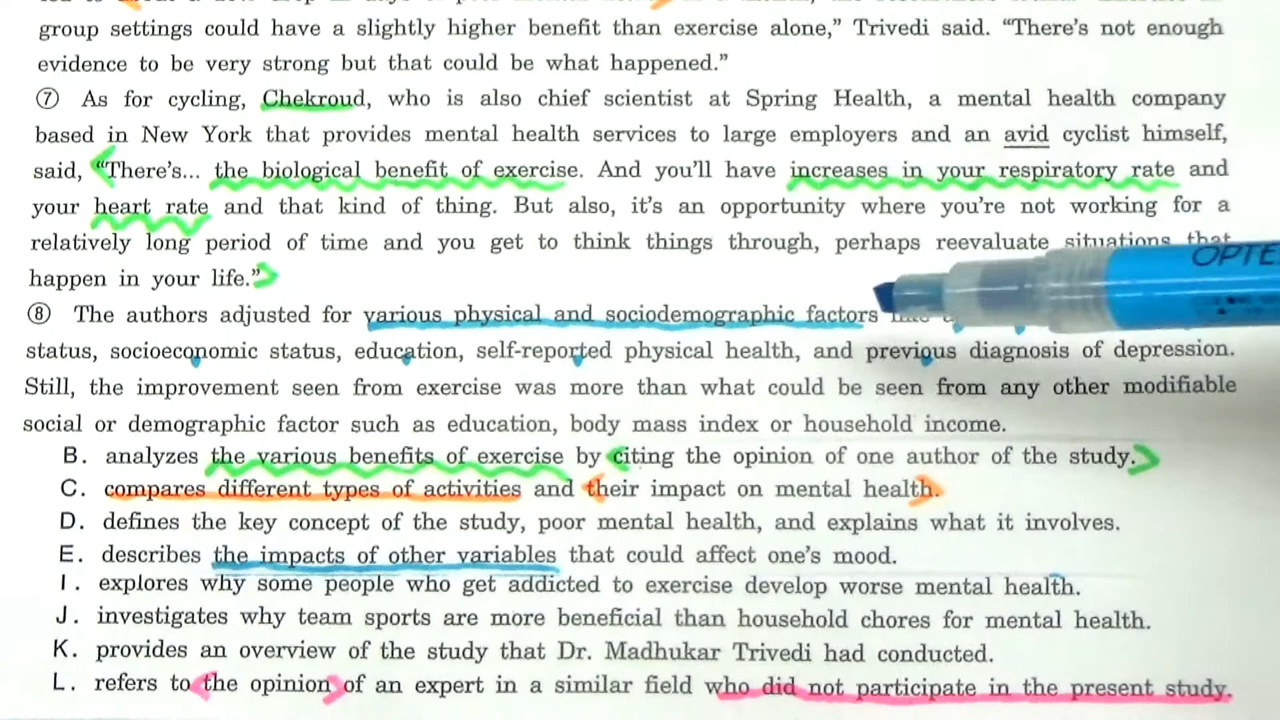 group settings could have a slightly higher benefit than exercise alone,” Trivedi said. “There’s not enough
evidence to be very strong but that could be what happened.”
⑦ As for cycling, Chekroud, who is also chief scientist at Spring Health, a mental health company
based in New York that provides mental health services to large employers and an avid cyclist himself,
said, “There’s... the biological benefit of exercise. And you’ll have increases in your respiratory rate and
your heart rate and that kind of thing. But also, it’s an opportunity where you’re not working for a
relatively long period of time and you get to think things through, perhaps reevaluate situations that
happen in your life.”
OPTE
⑧ The authors adjusted for various physical and sociodemographic factors
status, socioeconomic status, education, self-reported physical health, and previous diagnosis of depression.
Still, the improvement seen from exercise was more than what could be seen from any other modifiable
social or demographic factor such as education, body mass index or household income.
B. analyzes the various benefits of exercise by citing the opinion of one author of the study.
C. compares different types of activities and their impact on mental health.
D. defines the key concept of the study, poor mental health, and explains what it involves.
E. describes the impacts of other variables that could affect one’s mood.
I. explores why some people who get addicted to exercise develop worse mental health.
J. investigates why team sports are more beneficial than household chores for mental health.
K. provides an overview of the study that Dr. Madhukar Trivedi had conducted.
L. refers to the opinion of an expert in a similar field who did not participate in the present study.